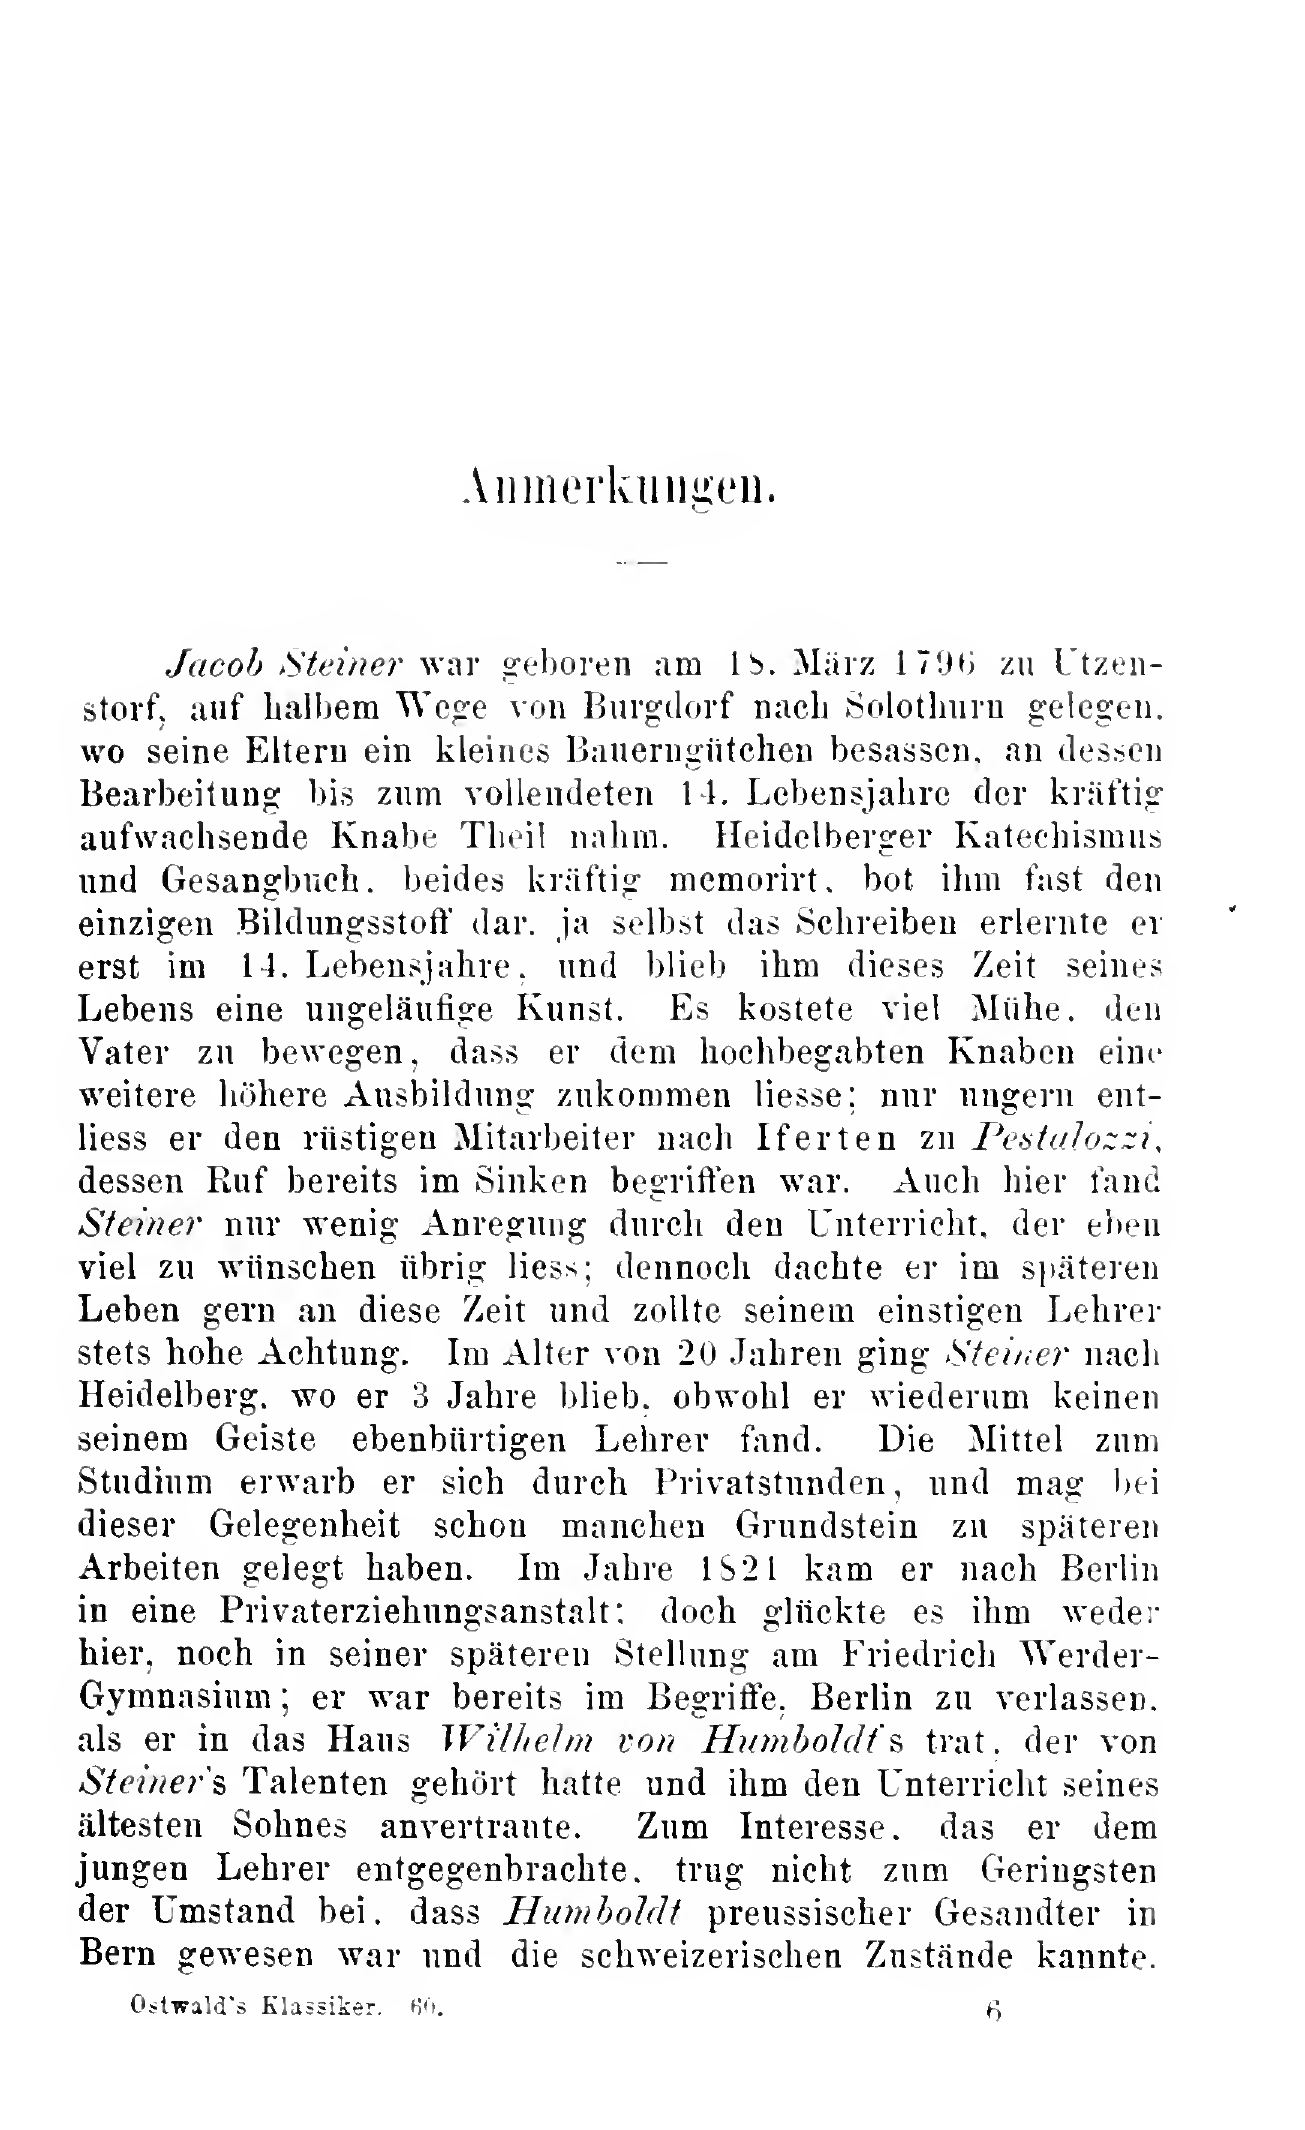 Anmerkungen.
Jacob Steiner war geboren am 18. März 1796 zu Utzen-
storf, auf halbem Wege von Burgdorf nach Solothurn gelegen,
wo seine Eltern ein kleines Bauerngütchen besassen, an dessen
Bearbeitung bis zum vollendeten 14. Lebensjahre der kräftig
aufwachsende Knabe Theil nahm. Heidelberger Katechismus
und Gesangbuch, beides kräftig memorirt, bot ihm fast den
einzigen Bildungsstoff dar, ja selbst das Schreiben erlernte er
erst im 14. Lebensjahre, und blieb ihm dieses Zeit seines
Lebens eine ungeläufige Kunst. Es kostete viel Mühe, den
Vater zu bewegen, dass er dem hochbegabten Knaben eine
weitere höhere Ausbildung zukommen liesse; nur ungern ent-
liess er den rüstigen Mitarbeiter nach Iferten zu Pestalozzi,
dessen Ruf bereits im Sinken begriffen war. Auch hier fand
Steiner nur wenig Anregung durch den Unterricht, der eben
viel zu wünschen übrig liess; dennoch dachte er im späteren
Leben gern an diese Zeit und zollte seinem einstigen Lehrer
stets hohe Achtung. Im Alter von 20 Jahren ging Steiner nach
Heidelberg, wo er 3 Jahre blieb, obwohl er wiederum keinen
seinem Geiste ebenbürtigen Lehrer fand. Die Mittel zum
Studium erwarb er sich durch Privatstunden, und mag bei
dieser Gelegenheit schon manchen Grundstein zu späteren
Arbeiten gelegt haben. Im Jahre 1821 kam er nach Berlin
in eine Privaterziehungsanstalt; doch glückte es ihm weder
hier, noch in seiner späteren Stellung am Friedrich Werder-
Gymnasium; er war bereits im Begriffe, Berlin zu verlassen,
als er in das Haus Wilhelm von Humboldt's trat, der von
Steiner's Talenten gehört hatte und ihm den Unterricht seines
ältesten Sohnes anvertraute. Zum Interesse, das er dem
jungen Lehrer entgegenbrachte, trug nicht zum Geringsten
der Umstand bei, dass Humboldt preussischer Gesandter in
Bern gewesen war und die schweizerischen Zustände kannte.
Ostwald's Klassiker. 60. 6